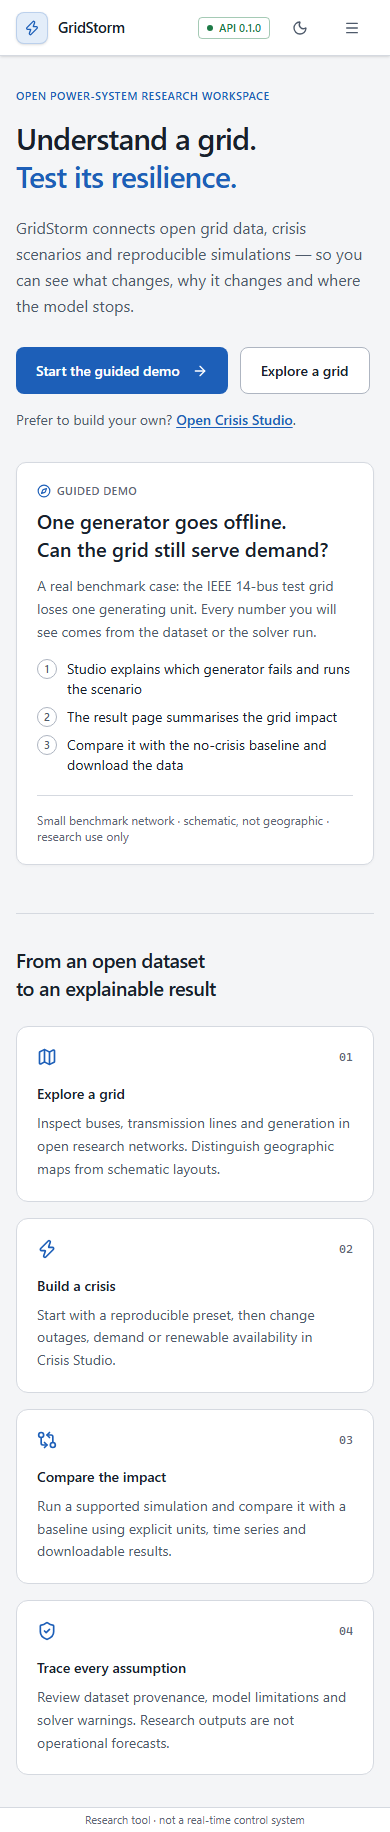 GridStorm
API 0.1.0
OPEN POWER-SYSTEM RESEARCH WORKSPACE
Understand a grid.
Test its resilience.
GridStorm connects open grid data, crisis
scenarios and reproducible simulations — so you
can see what changes, why it changes and where
the model stops.
Start the guided demo →
Explore a grid
Prefer to build your own? Open Crisis Studio.
GUIDED DEMO
One generator goes offline.
Can the grid still serve demand?
A real benchmark case: the IEEE 14-bus test grid
loses one generating unit. Every number you will
see comes from the dataset or the solver run.
1 Studio explains which generator fails and runs
the scenario
2 The result page summarises the grid impact
3 Compare it with the no-crisis baseline and
download the data
Small benchmark network · schematic, not geographic ·
research use only
From an open dataset
to an explainable result
01
Explore a grid
Inspect buses, transmission lines and generation in
open research networks. Distinguish geographic
maps from schematic layouts.
02
Build a crisis
Start with a reproducible preset, then change
outages, demand or renewable availability in
Crisis Studio.
03
Compare the impact
Run a supported simulation and compare it with a
baseline using explicit units, time series and
downloadable results.
04
Trace every assumption
Review dataset provenance, model limitations and
solver warnings. Research outputs are not
operational forecasts.
Research tool · not a real-time control system